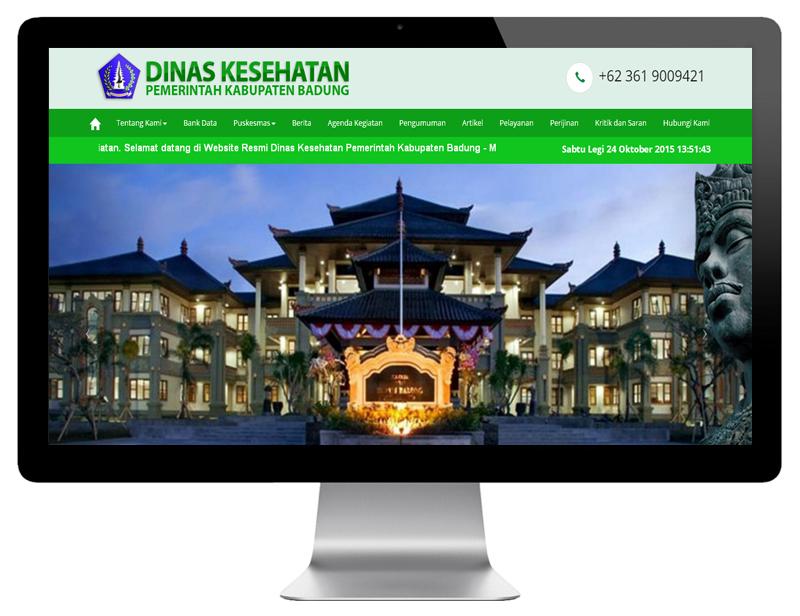 DINAS KESEHATAN
PEMERINTAH KABUPATEN BADUNG
+62 361 9009421
Tentang Kami Bank Data Puskesmas Berita Agenda Kegiatan Pengumuman Artikel Pelayanan Perijinan Kritik dan Saran Hubungi Kami
iatan. Selamat datang di Website Resmi Dinas Kesehatan Pemerintah Kabupaten Badung - M
Sabtu Legi 24 Oktober 2015 13:51:43
BADUNG